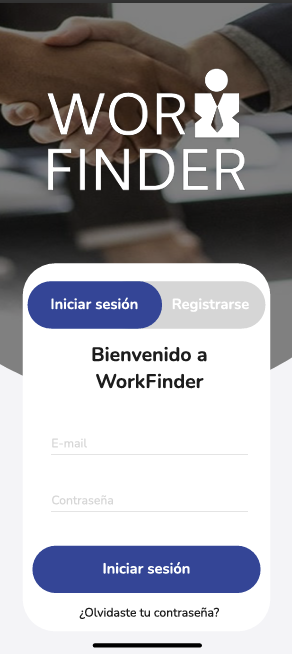 WORK
FINDER
Iniciar sesión
Registrarse
Bienvenido a
WorkFinder
E-mail
Contraseña
Iniciar sesión
¿Olvidaste tu contraseña?